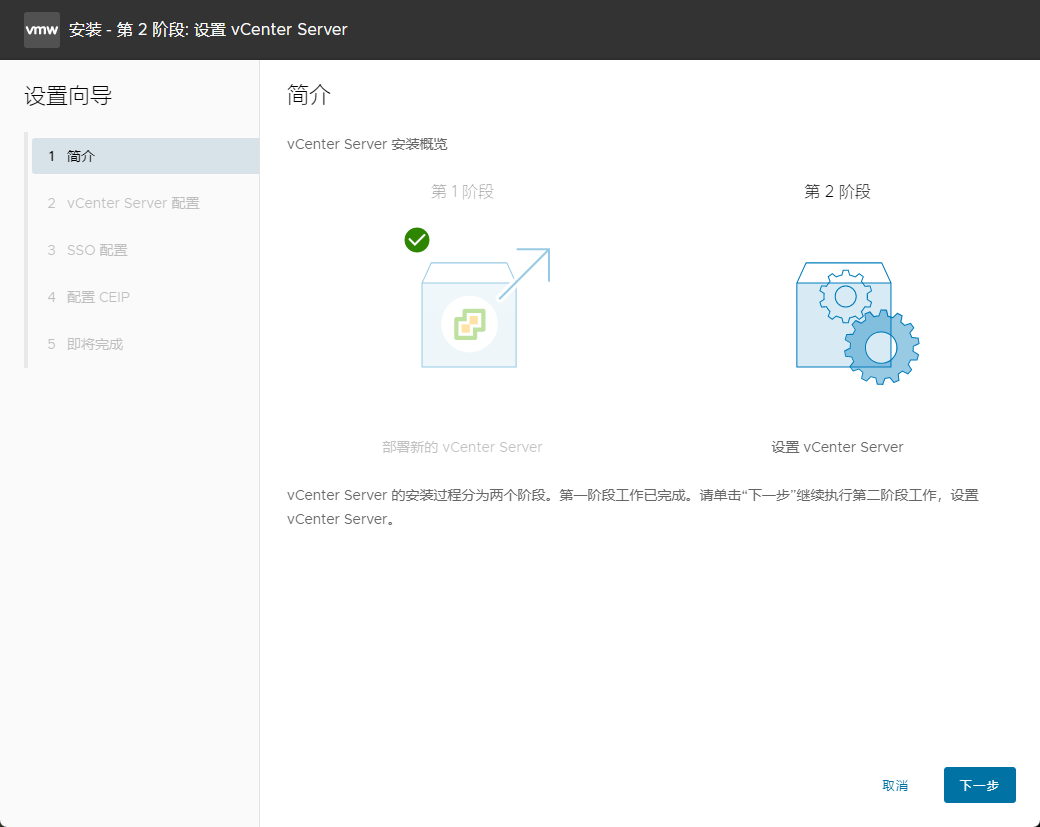 vmw 安装 - 第 2 阶段: 设置 vCenter Server
设置向导
1 简介
2 vCenter Server 配置
3 SSO 配置
4 配置 CEIP
5 即将完成
简介
vCenter Server 安装概览
第 1 阶段
第 2 阶段
部署新的 vCenter Server
设置 vCenter Server
vCenter Server 的安装过程分为两个阶段。第一阶段工作已完成。请单击“下一步”继续执行第二阶段工作，设置
vCenter Server。
取消
下一步